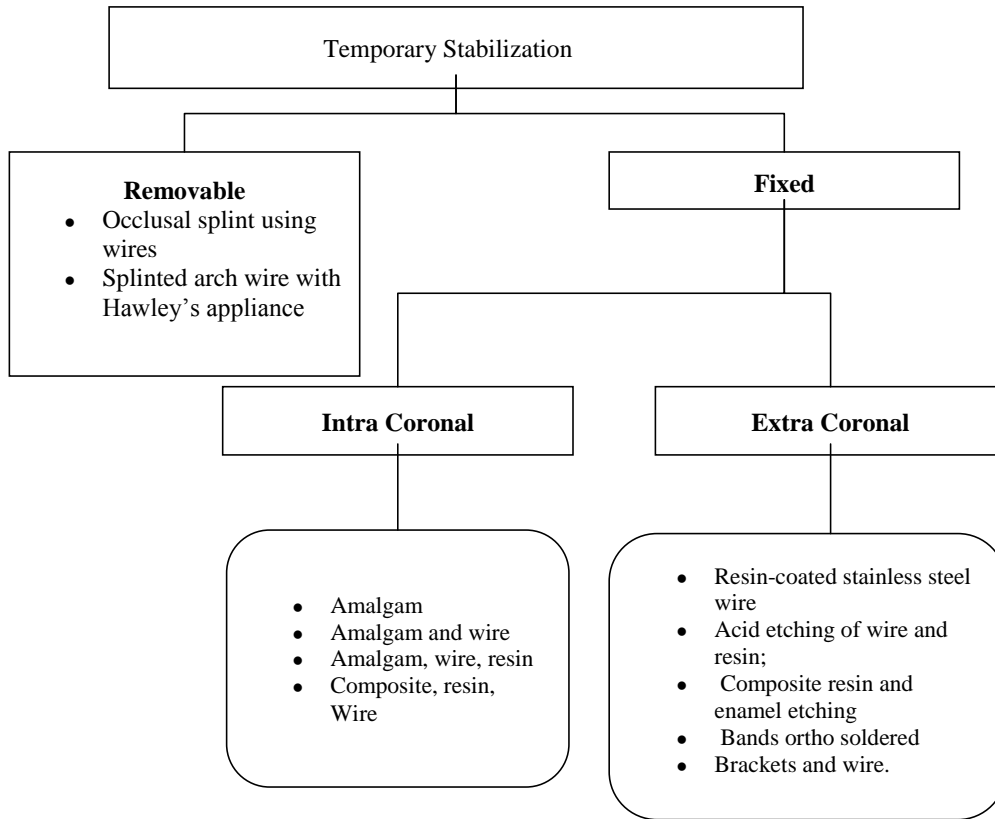 Temporary Stabilization
Removable
● Occlusal splint using
wires
● Splinted arch wire with
Hawley’s appliance
Fixed
Intra Coronal
Extra Coronal
● Amalgam
● Amalgam and wire
● Amalgam, wire, resin
● Composite, resin,
Wire
● Resin-coated stainless steel
wire
● Acid etching of wire and
resin;
● Composite resin and
enamel etching
● Bands ortho soldered
● Brackets and wire.